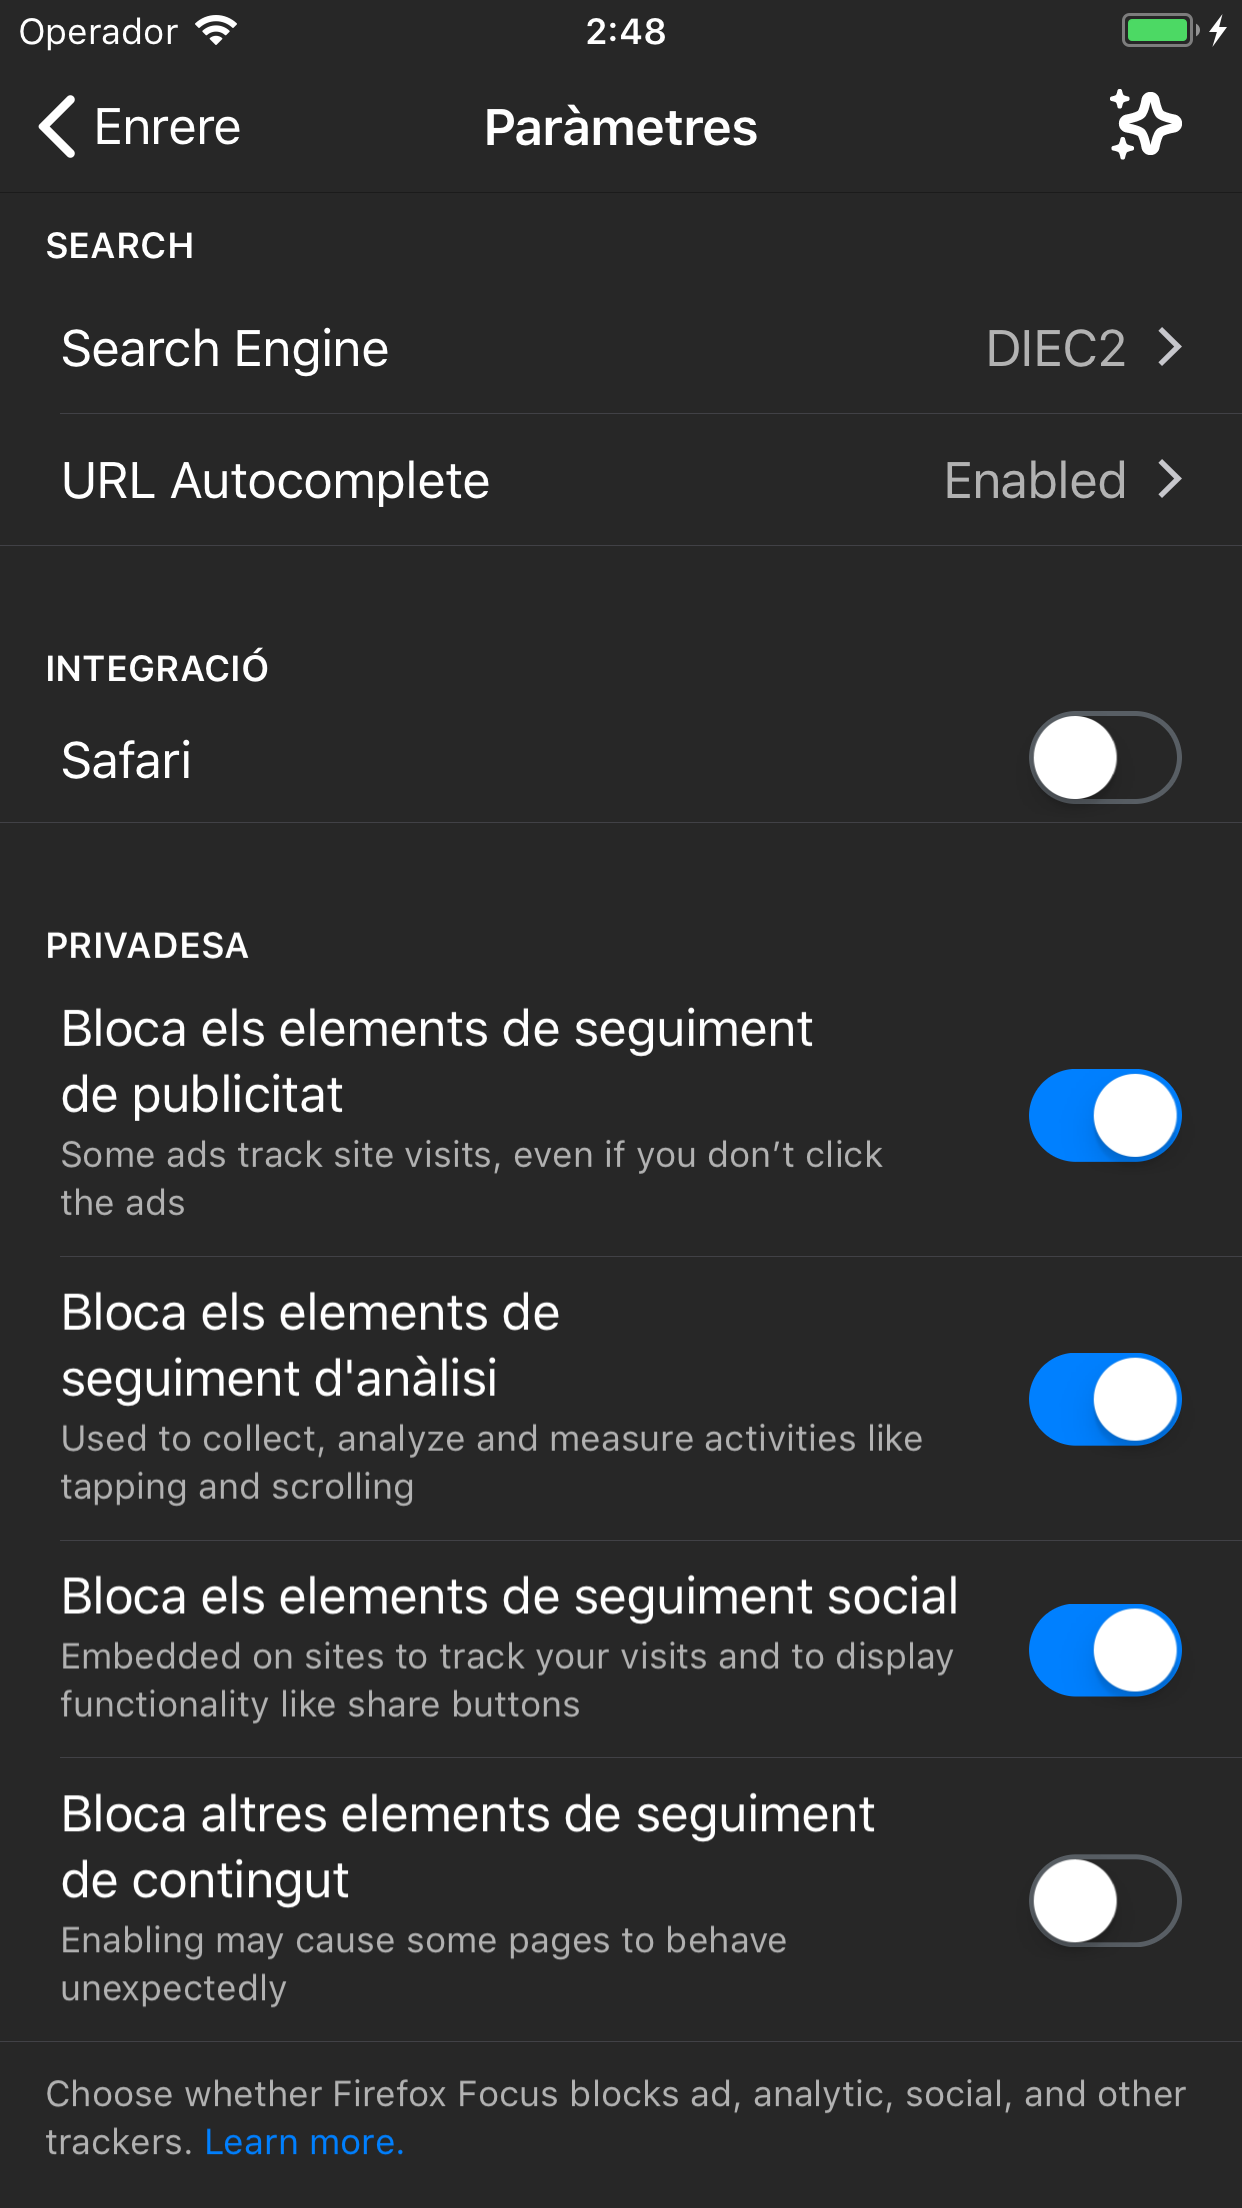 Operador
2:48
Enrere
Paràmetres
SEARCH
Search Engine
DIEC2
URL Autocomplete
Enabled
INTEGRACIÓ
Safari
PRIVADESA
Bloca els elements de seguiment
de publicitat
Some ads track site visits, even if you don’t click
the ads
Bloca els elements de
seguiment d'anàlisi
Used to collect, analyze and measure activities like
tapping and scrolling
Bloca els elements de seguiment social
Embedded on sites to track your visits and to display
functionality like share buttons
Bloca altres elements de seguiment
de contingut
Enabling may cause some pages to behave
unexpectedly
Choose whether Firefox Focus blocks ad, analytic, social, and other
trackers. Learn more.